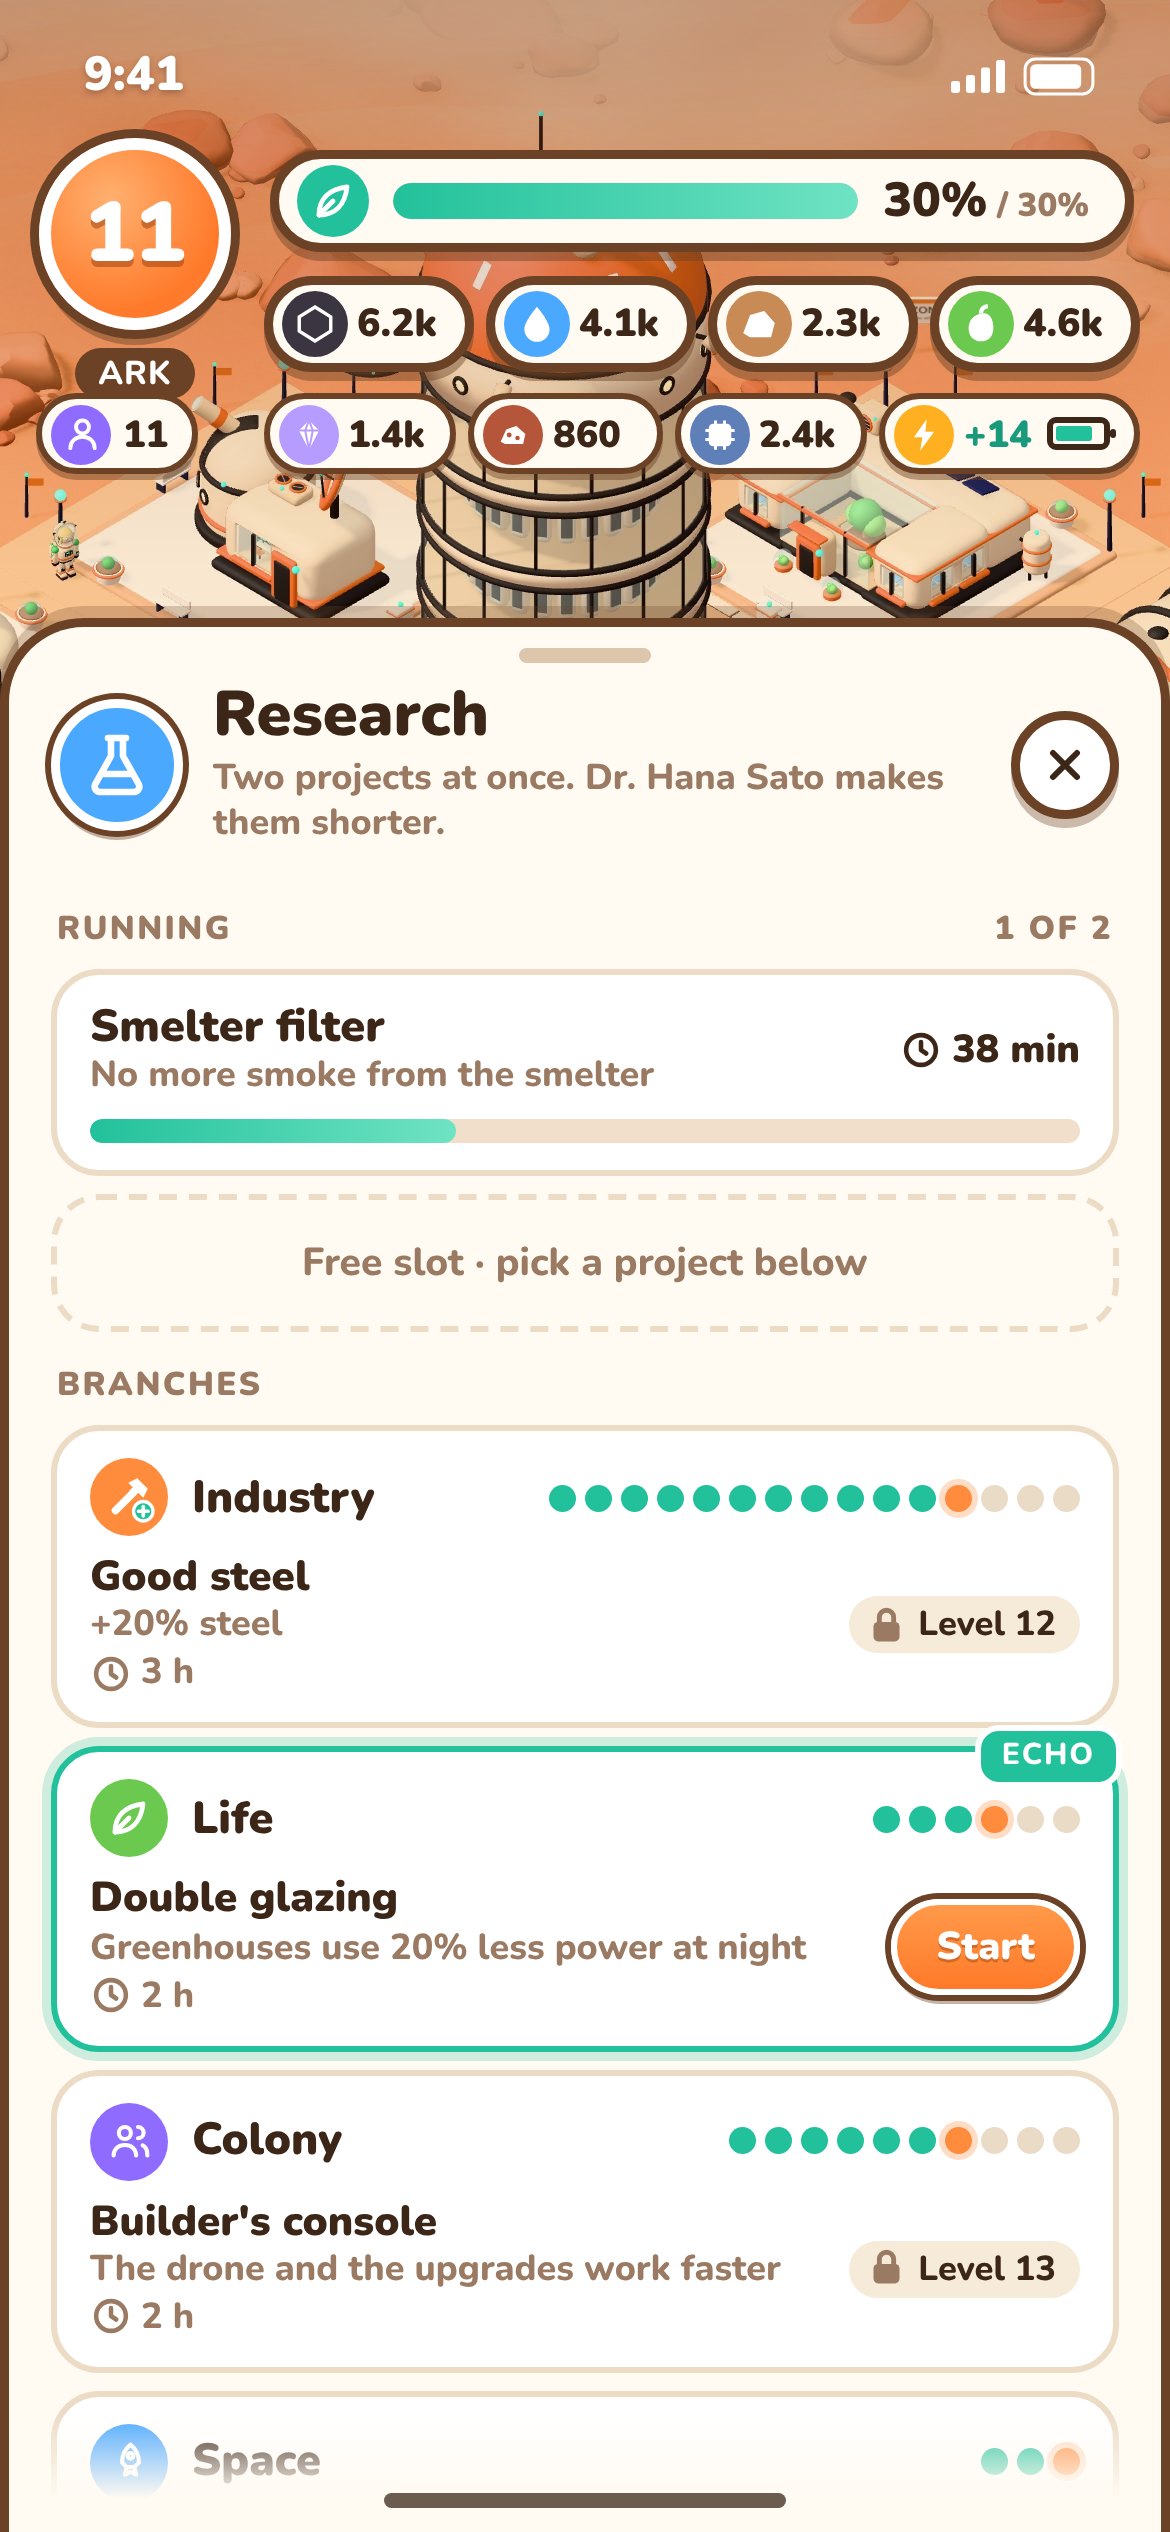 9:41
11
30% / 30%
6.2k
4.1k
2.3k
4.6k
ARK
11
1.4k
860
2.4k
+14
Research
Two projects at once. Dr. Hana Sato makes
them shorter.
RUNNING
1 OF 2
Smelter filter
No more smoke from the smelter
38 min
Free slot · pick a project below
BRANCHES
Industry
Good steel
+20% steel
3 h
Level 12
ECHO
Life
Double glazing
Greenhouses use 20% less power at night
2 h
Start
Colony
Builder's console
The drone and the upgrades work faster
2 h
Level 13
Space